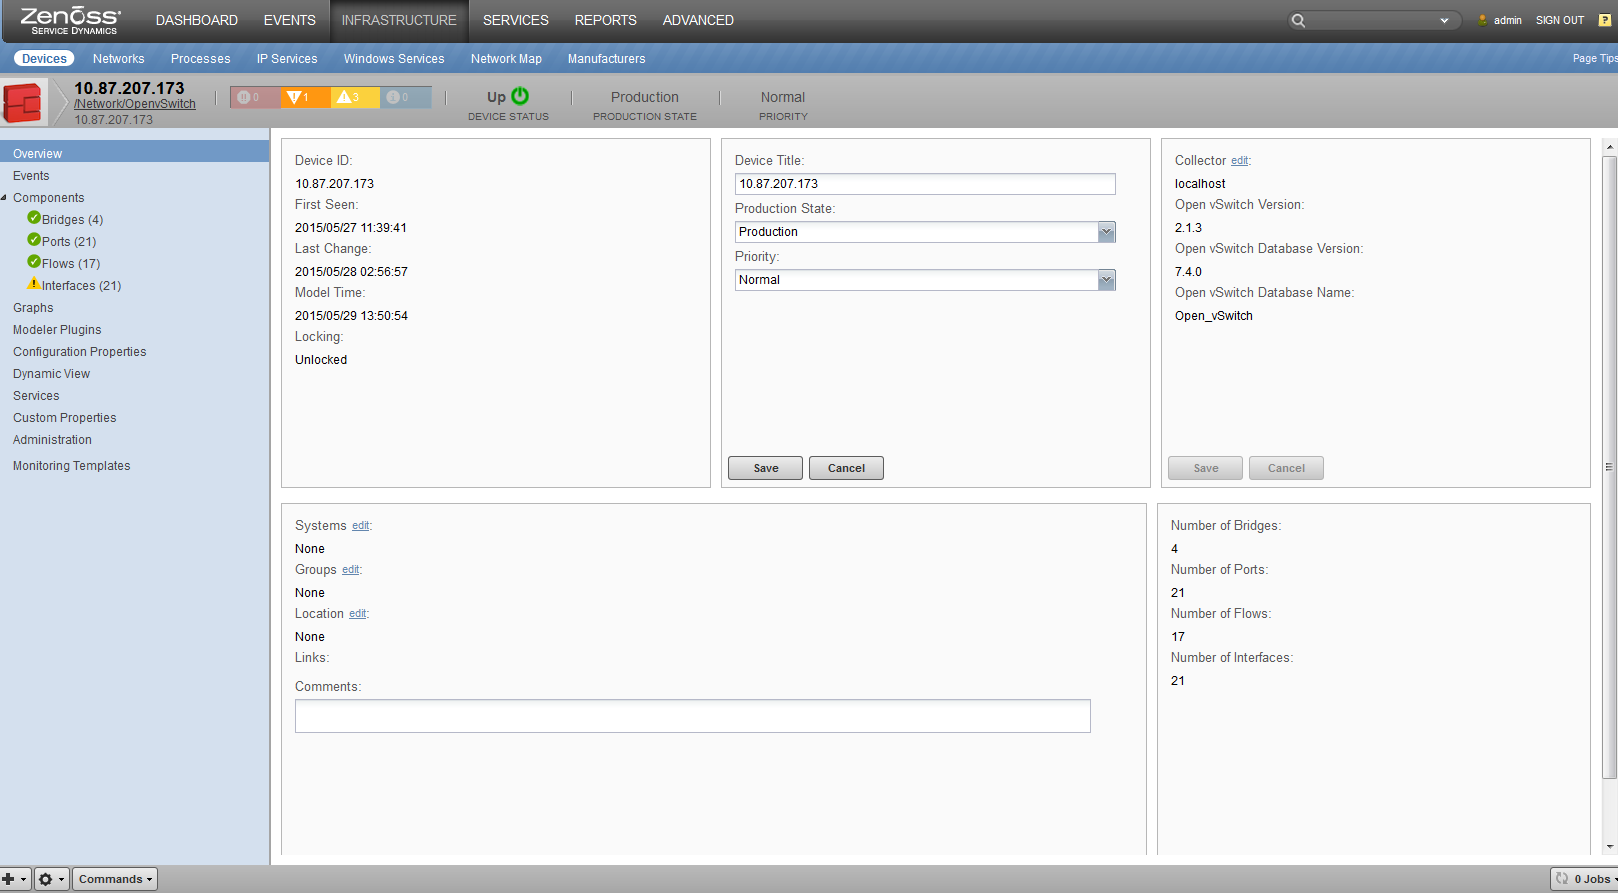 Zenoss
SERVICE DYNAMICS
DASHBOARD EVENTS INFRASTRUCTURE SERVICES REPORTS ADVANCED
admin SIGN OUT ?
Devices Networks Processes IP Services Windows Services Network Map Manufacturers
Page Tips
10.87.207.173
/Network/OpenvSwitch
10.87.207.173
0 1 3 0
Up
DEVICE STATUS
Production
PRODUCTION STATE
Normal
PRIORITY
Overview
Events
Components
Bridges (4)
Ports (21)
Flows (17)
Interfaces (21)
Graphs
Modeler Plugins
Configuration Properties
Dynamic View
Services
Custom Properties
Administration
Monitoring Templates
Device ID:
10.87.207.173
First Seen:
2015/05/27 11:39:41
Last Change:
2015/05/28 02:56:57
Model Time:
2015/05/29 13:50:54
Locking:
Unlocked
Device Title:
10.87.207.173
Production State:
Production
Priority:
Normal
Save Cancel
Collector edit:
localhost
Open vSwitch Version:
2.1.3
Open vSwitch Database Version:
7.4.0
Open vSwitch Database Name:
Open_vSwitch
Save Cancel
Systems edit:
None
Groups edit:
None
Location edit:
None
Links:
Comments:
Number of Bridges:
4
Number of Ports:
21
Number of Flows:
17
Number of Interfaces:
21
Commands
0 Jobs